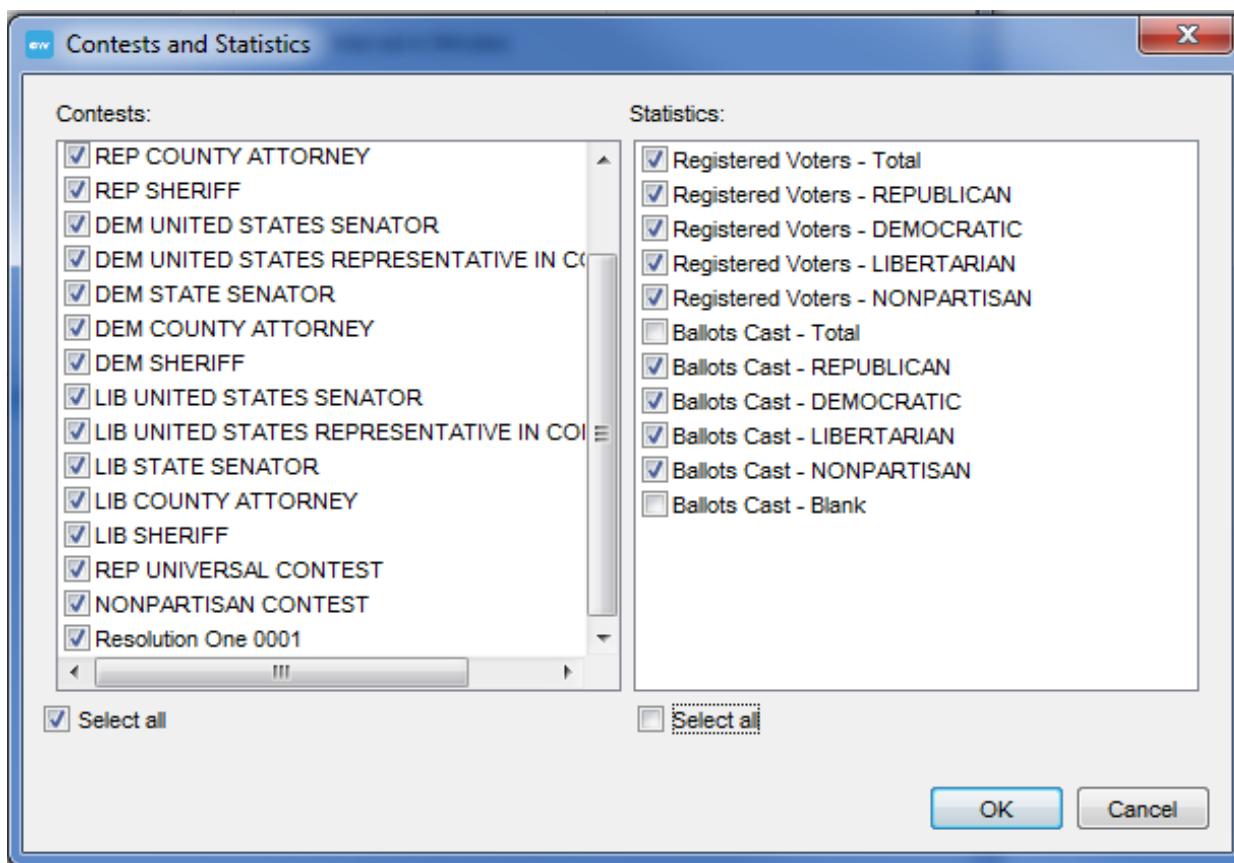 ew Contests and Statistics
Contests:
REP COUNTY ATTORNEY
REP SHERIFF
DEM UNITED STATES SENATOR
DEM UNITED STATES REPRESENTATIVE IN CO
DEM STATE SENATOR
DEM COUNTY ATTORNEY
DEM SHERIFF
LIB UNITED STATES SENATOR
LIB UNITED STATES REPRESENTATIVE IN CO
LIB STATE SENATOR
LIB COUNTY ATTORNEY
LIB SHERIFF
REP UNIVERSAL CONTEST
NONPARTISAN CONTEST
Resolution One 0001
Select all
Statistics:
Registered Voters - Total
Registered Voters - REPUBLICAN
Registered Voters - DEMOCRATIC
Registered Voters - LIBERTARIAN
Registered Voters - NONPARTISAN
Ballots Cast - Total
Ballots Cast - REPUBLICAN
Ballots Cast - DEMOCRATIC
Ballots Cast - LIBERTARIAN
Ballots Cast - NONPARTISAN
Ballots Cast - Blank
Select all
OK
Cancel